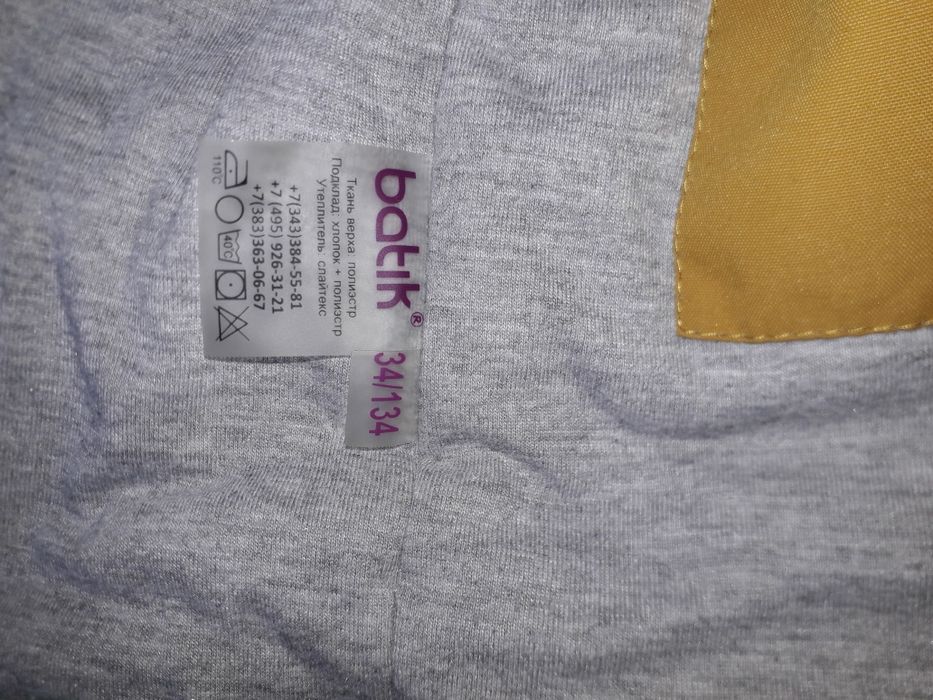 batik®
34/134
Ткань верха: полиэстр
Подклад: хлопок + полиэстр
Утеплитель: слайтекс
+7(343)384-55-81
+7 (495) 926-31-21
+7(383)363-06-67
110°C
40°C